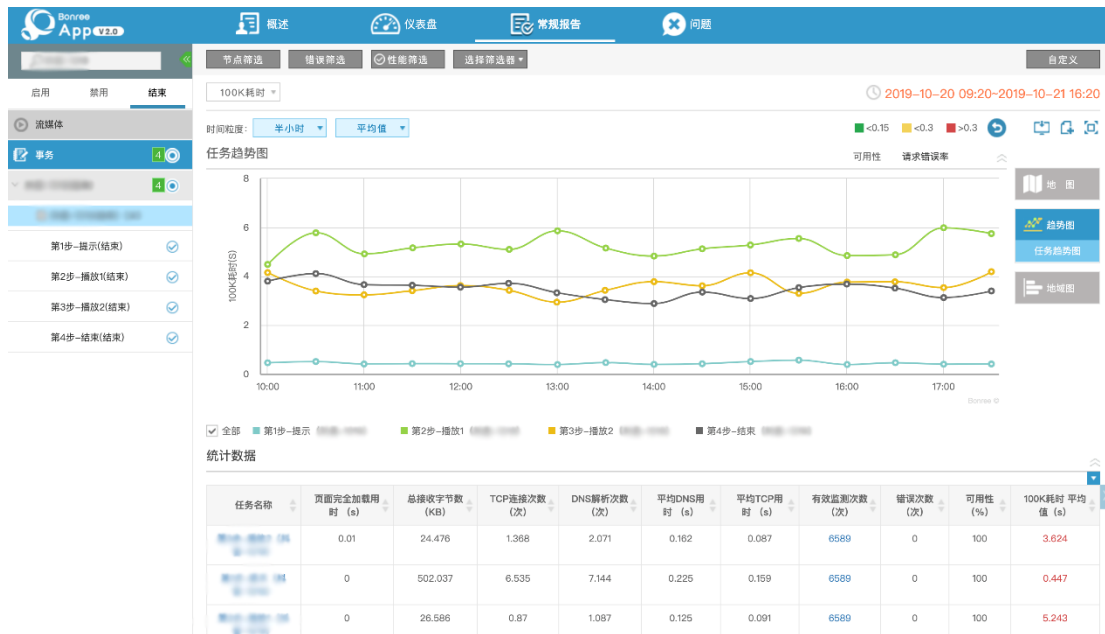 Bonree
App V2.0
概述
仪表盘
常规报告
问题
节点筛选
错误筛选
性能筛选
选择筛选器
自定义
启用
禁用
结束
100K耗时
2019-10-20 09:20~2019-10-21 16:20
流媒体
时间粒度:
半小时
平均值
<0.15
<0.3
>0.3
事务
4
任务趋势图
可用性
请求错误率
4
地 图
趋势图
任务趋势图
地域图
第1步-提示(结束)
第2步-播放1(结束)
第3步-播放2(结束)
第4步-结束(结束)
100K耗时(S)
8
6
4
2
0
10:00
11:00
12:00
13:00
14:00
15:00
16:00
17:00
Bonree
全部
第1步-提示
第2步-播放1
第3步-播放2
第4步-结束
统计数据
任务名称
页面完全加载用时 (s)
总接收字节数 (KB)
TCP连接次数 (次)
DNS解析次数 (次)
平均DNS用时 (s)
平均TCP用时 (s)
有效监测次数 (次)
错误次数 (次)
可用性 (%)
100K耗时 平均值 (s)
0.01 24.476 1.368 2.071 0.162 0.087 6589 0 100 3.624
0 502.037 6.535 7.144 0.225 0.159 6589 0 100 0.447
0 26.586 0.87 1.087 0.125 0.091 6589 0 100 5.243